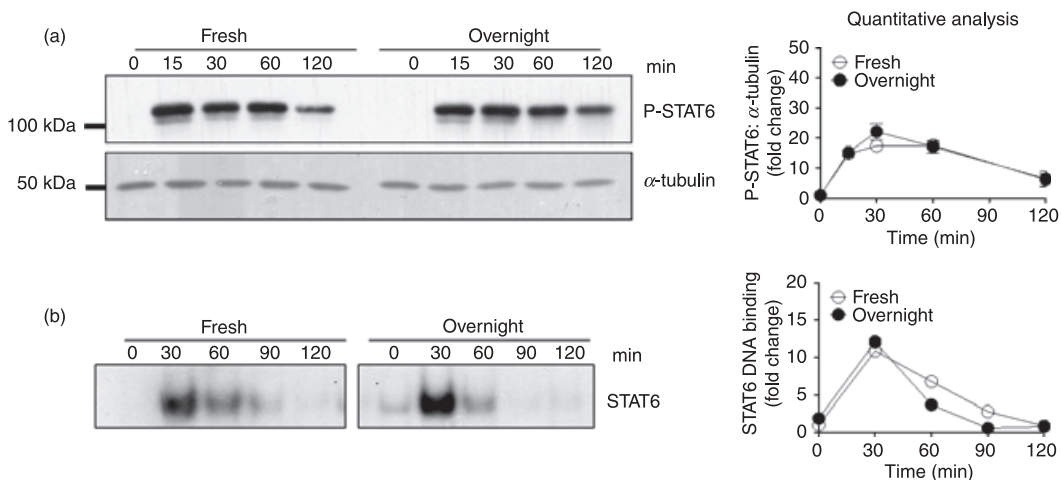 (a)
Fresh Overnight
0 15 30 60 120 0 15 30 60 120 min
P-STAT6
100 kDa
50 kDa
α-tubulin
Quantitative analysis
P-STAT6: α-tubulin
(fold change)
50
40
30
20
10
0
Fresh
Overnight
0 30 60 90 120
Time (min)
(b)
Fresh Overnight
0 30 60 90 120 0 30 60 90 120 min
STAT6
STAT6 DNA binding
(fold change)
20
15
10
5
0
Fresh
Overnight
0 30 60 90 120
Time (min)